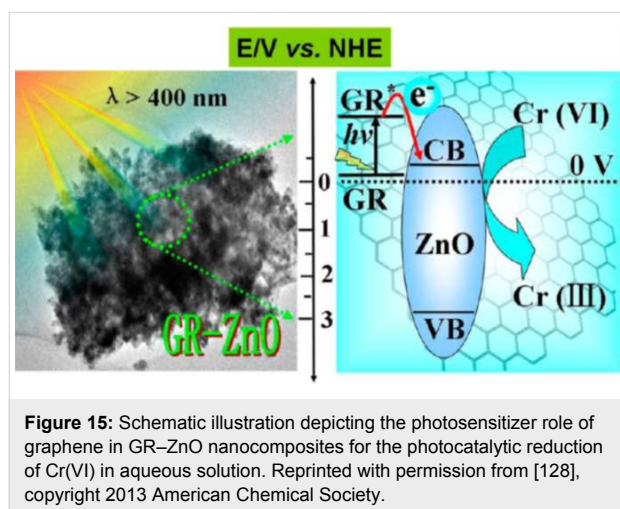 E/V vs. NHE
λ > 400 nm
GR-ZnO
0
1
2
3
GR*
e-
hν
GR
CB
ZnO
VB
Cr (VI)
0 V
Cr (III)
Figure 15: Schematic illustration depicting the photosensitizer role of
graphene in GR–ZnO nanocomposites for the photocatalytic reduction
of Cr(VI) in aqueous solution. Reprinted with permission from [128],
copyright 2013 American Chemical Society.